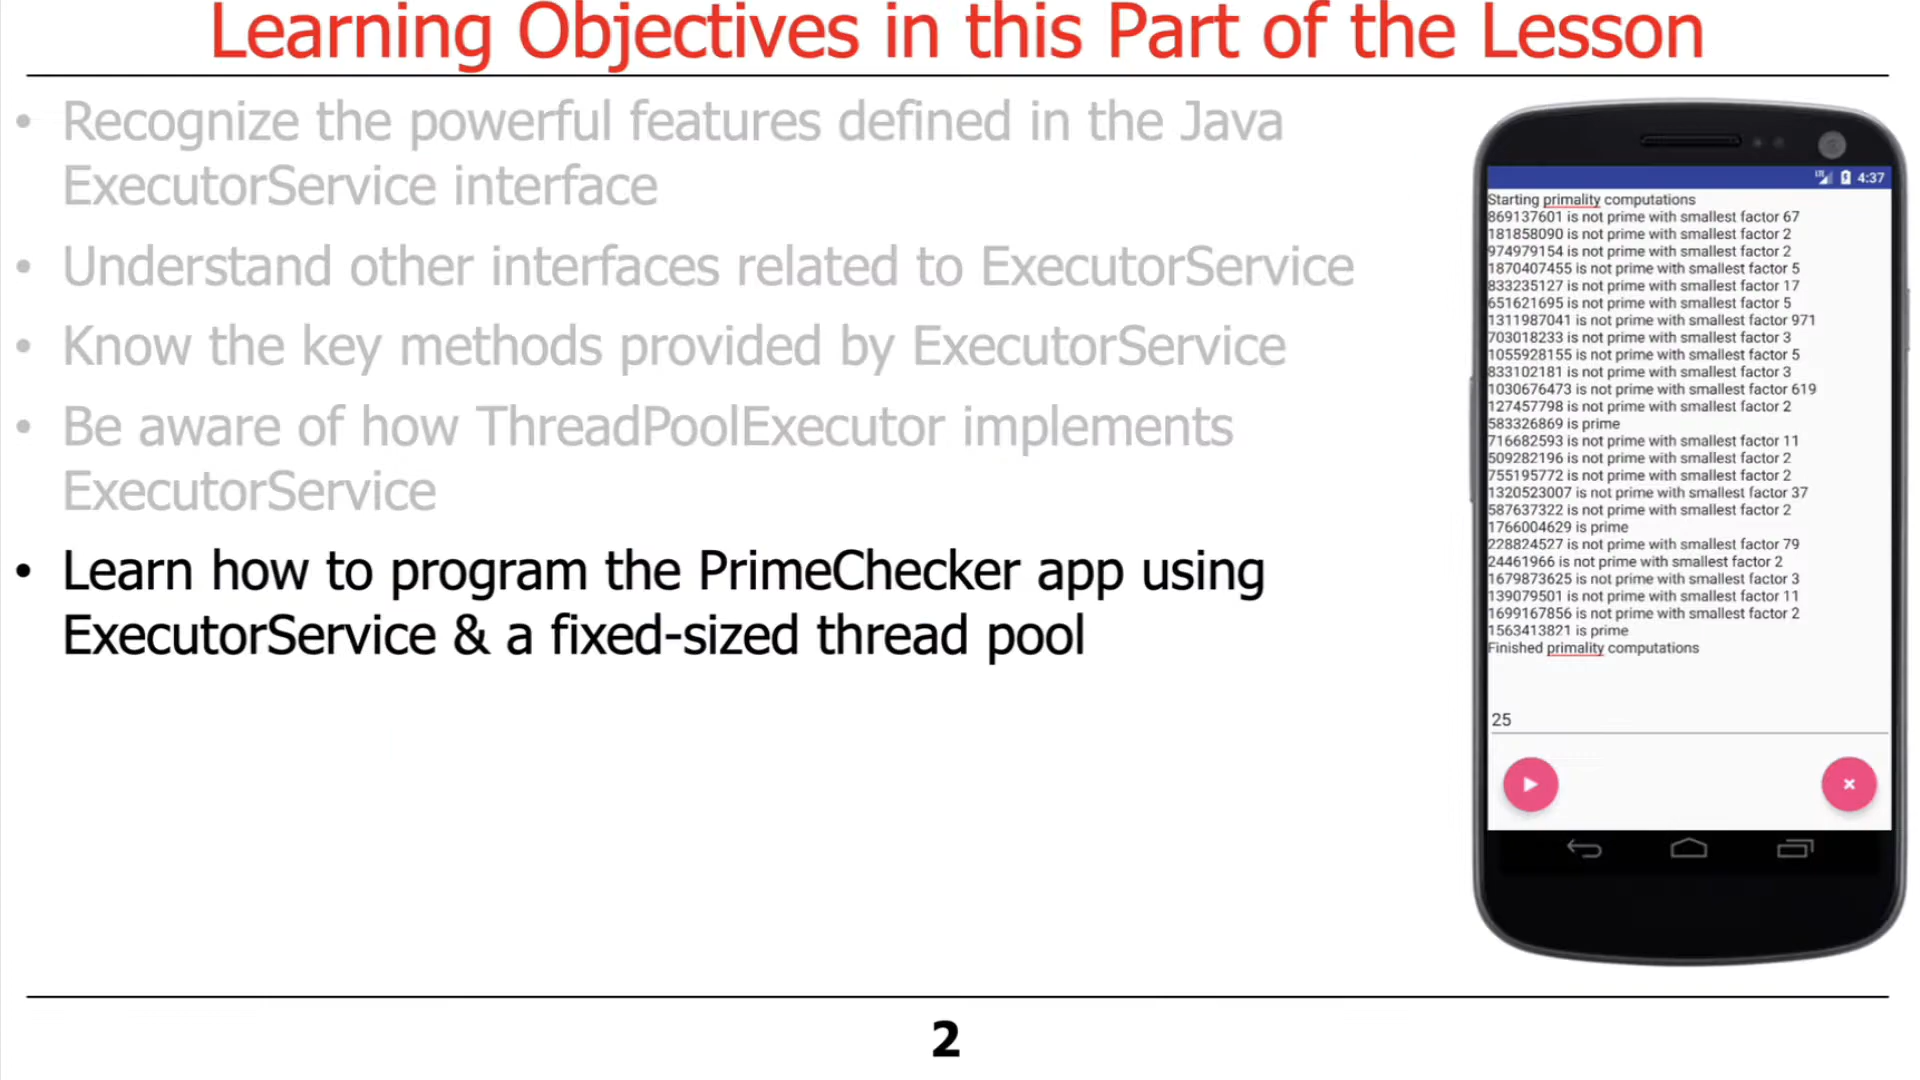 Learning Objectives in this Part of the Lesson
• Recognize the powerful features defined in the Java
ExecutorService interface
• Understand other interfaces related to ExecutorService
• Know the key methods provided by ExecutorService
• Be aware of how ThreadPoolExecutor implements
ExecutorService
• Learn how to program the PrimeChecker app using
ExecutorService & a fixed-sized thread pool
LTE 4:37
Starting primality computations
869137601 is not prime with smallest factor 67
181858090 is not prime with smallest factor 2
974979154 is not prime with smallest factor 2
1870407455 is not prime with smallest factor 5
833235127 is not prime with smallest factor 17
651621695 is not prime with smallest factor 5
1311987041 is not prime with smallest factor 971
703018233 is not prime with smallest factor 3
1055928155 is not prime with smallest factor 5
833102181 is not prime with smallest factor 3
1030676473 is not prime with smallest factor 619
127457798 is not prime with smallest factor 2
583326869 is prime
716682593 is not prime with smallest factor 11
509282196 is not prime with smallest factor 2
755195772 is not prime with smallest factor 2
1320523007 is not prime with smallest factor 37
587637322 is not prime with smallest factor 2
1766004629 is prime
228824527 is not prime with smallest factor 79
24461966 is not prime with smallest factor 2
1679873625 is not prime with smallest factor 3
139079501 is not prime with smallest factor 11
1699167856 is not prime with smallest factor 2
1563413821 is prime
Finished primality computations
25
2